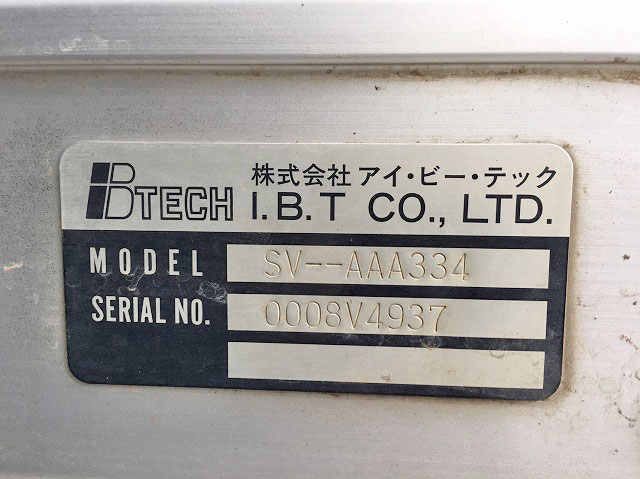 IBTECH 株式会社 アイ・ビー・テック
I.B.T CO., LTD.
MODEL SV--AAA334
SERIAL NO. 0008V4937